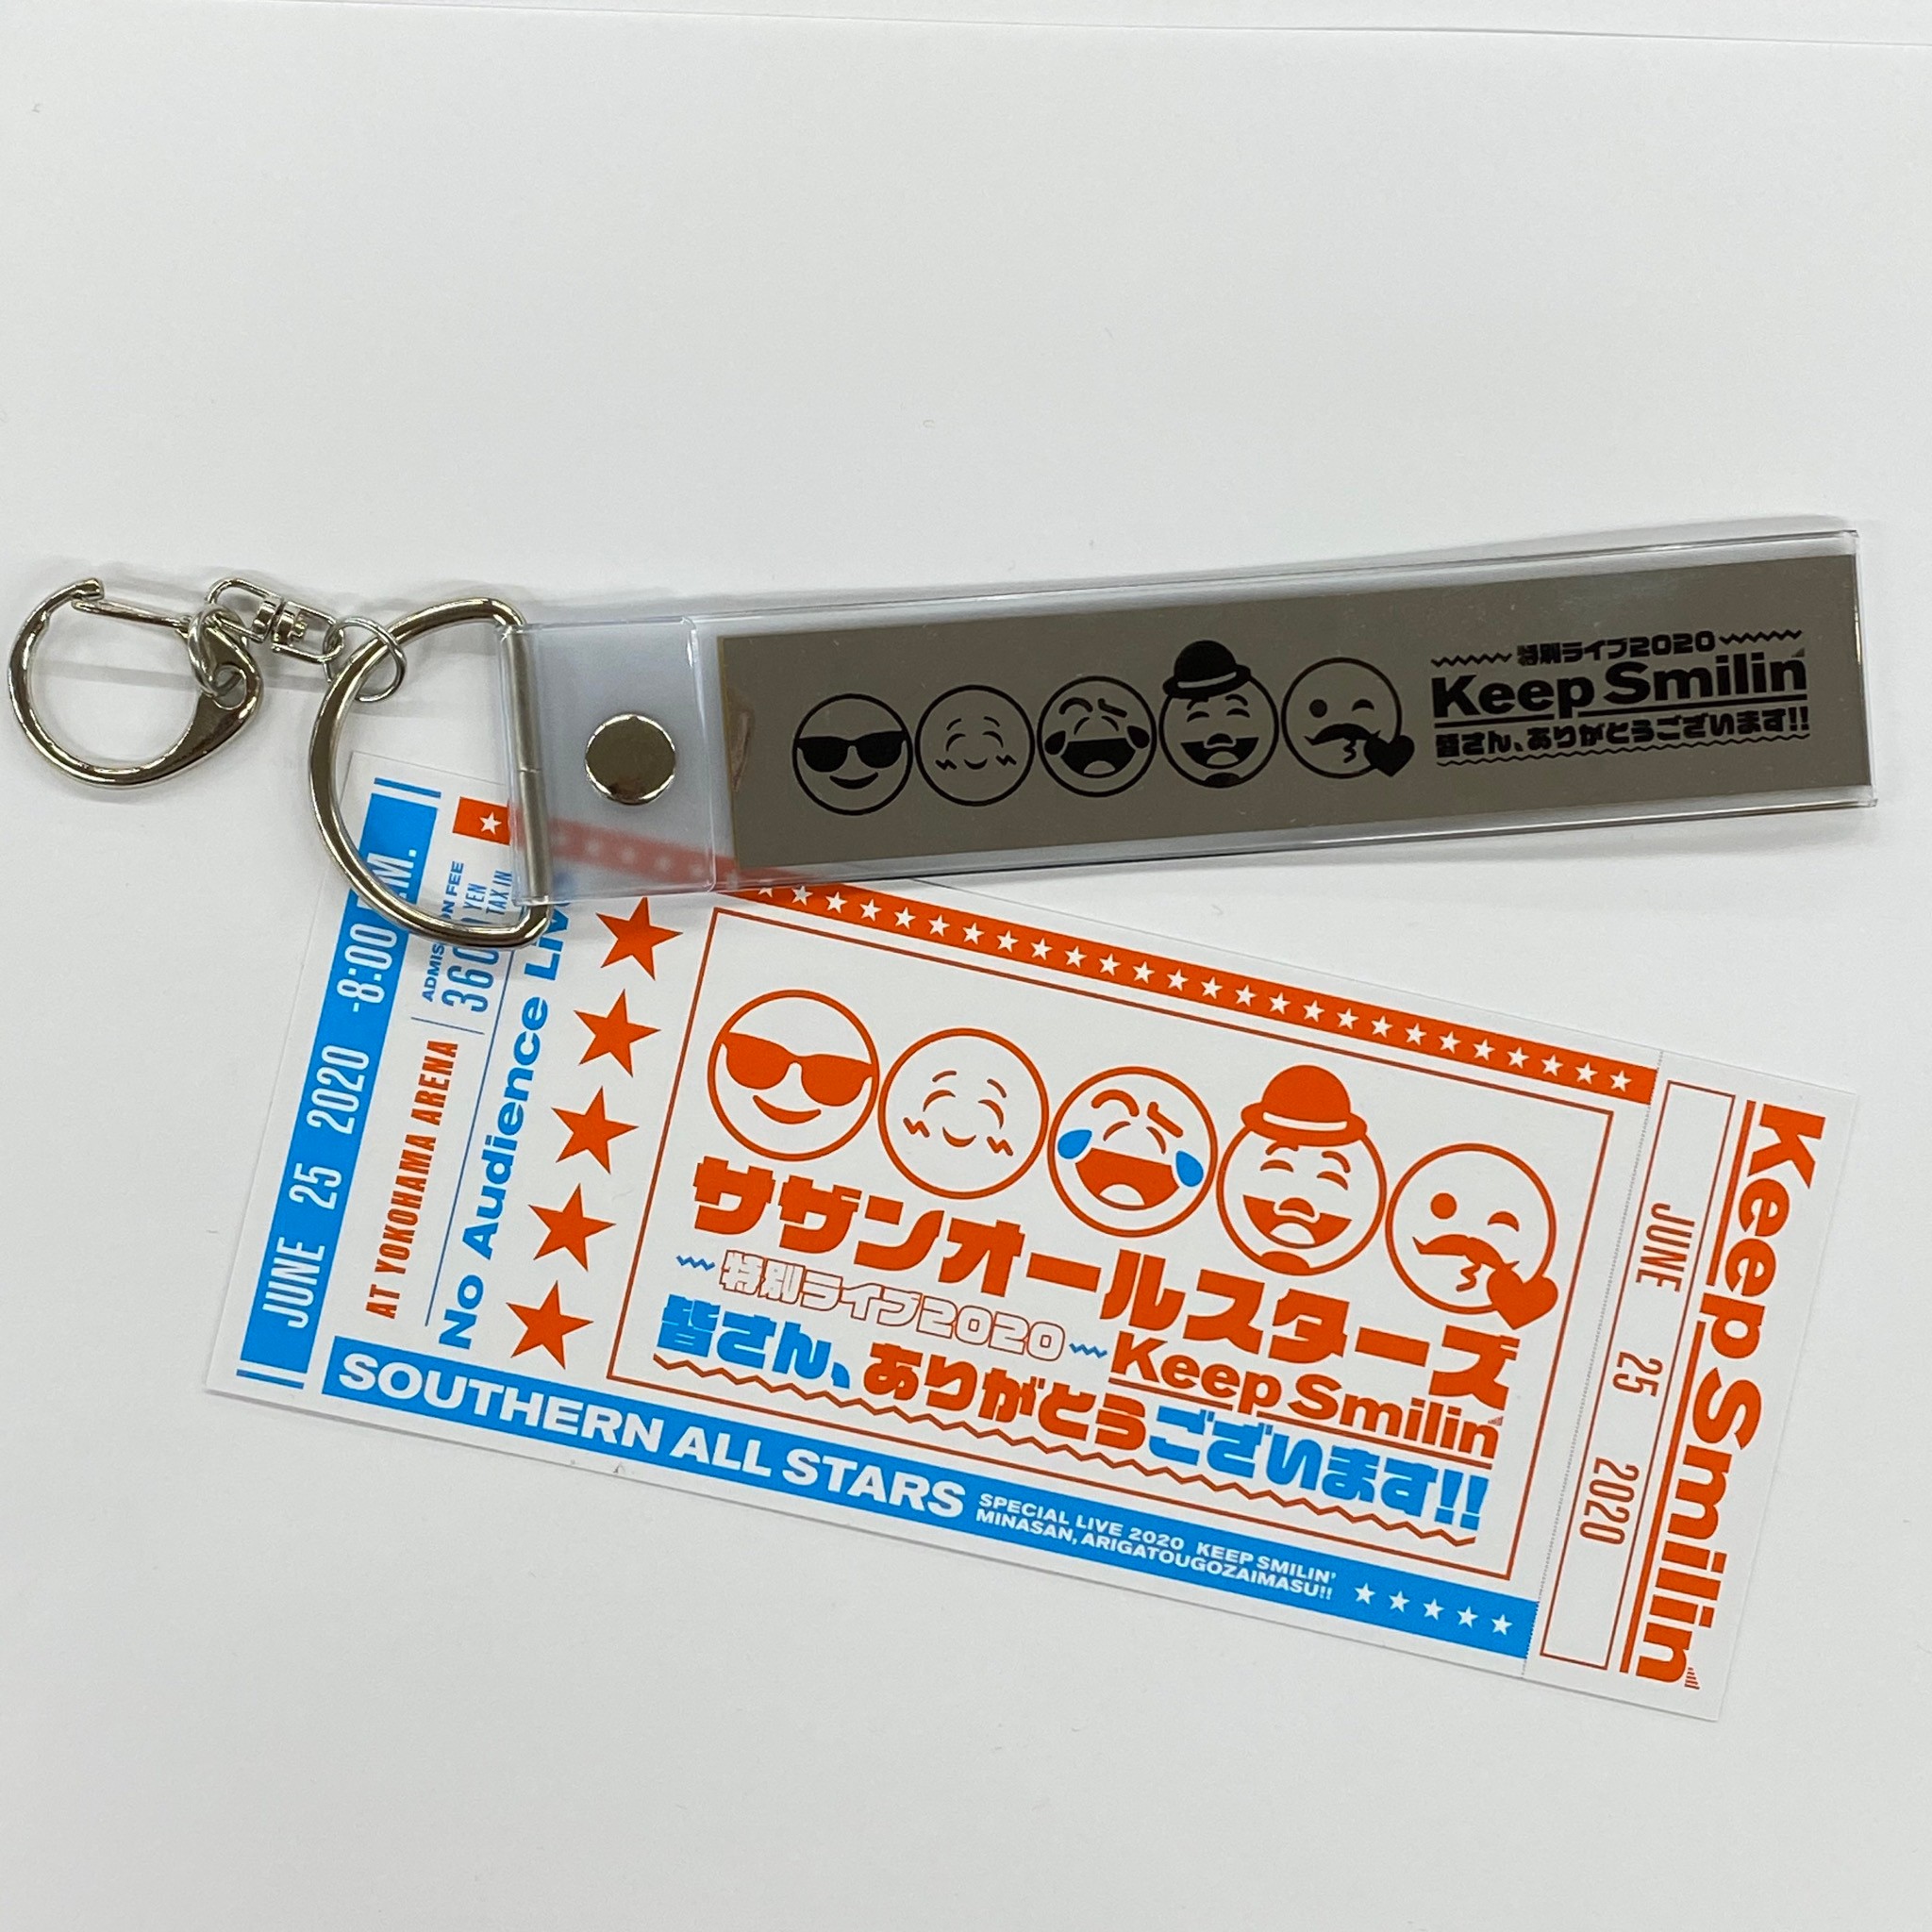 特別ライブ2020
Keep Smilin'
皆さん、ありがとうございます!!
JUNE 25 2020 -8:00 P.M.
AT YOKOHAMA ARENA
YEN
TAX IN
No Audience Live
サザンオールスターズ
特別ライブ2020
Keep Smilin'
皆さん、ありがとうございます!!
SOUTHERN ALL STARS
SPECIAL LIVE 2020 KEEP SMILIN'
MINASAN, ARIGATOUGOZAIMASU!!
JUNE 25 2020
Keep Smilin'